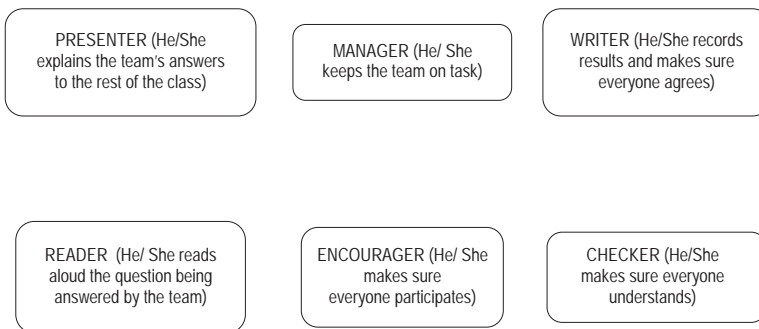 PRESENTER (He/She
explains the team's answers
to the rest of the class)
MANAGER (He/ She
keeps the team on task)
WRITER (He/She records
results and makes sure
everyone agrees)
READER (He/ She reads
aloud the question being
answered by the team)
ENCOURAGER (He/ She
makes sure
everyone participates)
CHECKER (He/She
makes sure everyone
understands)